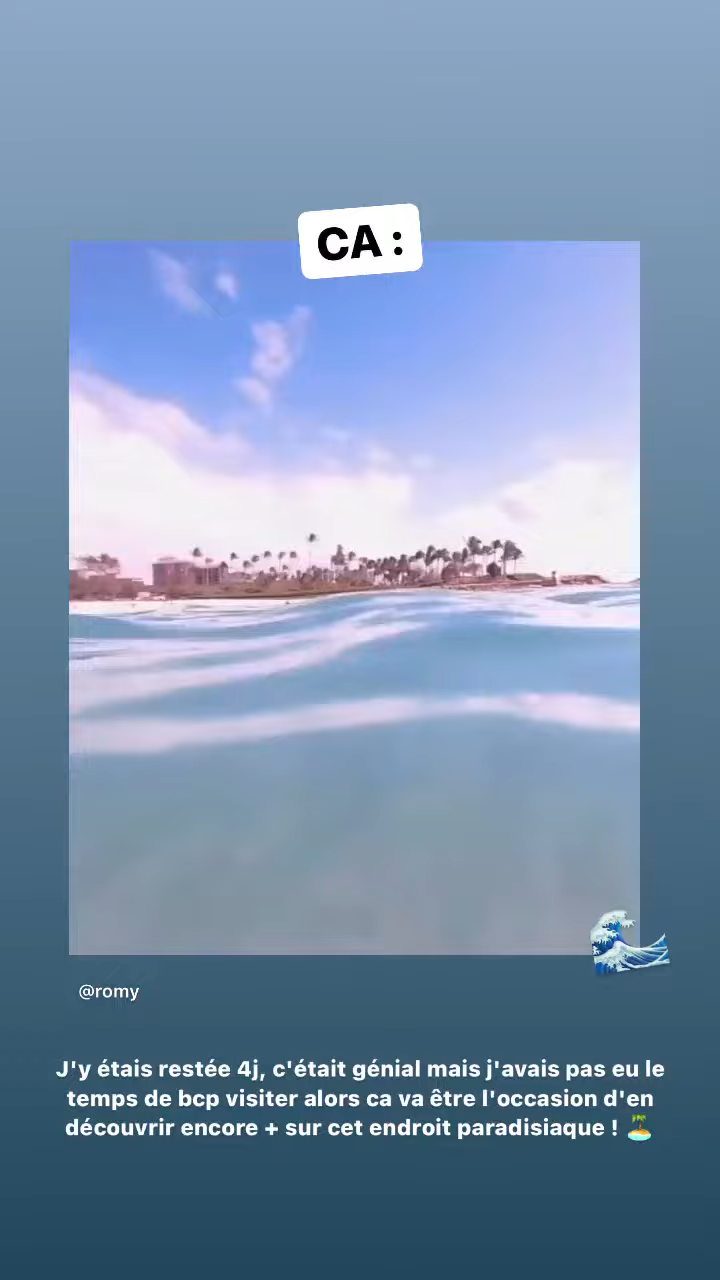 CA :
@romy
J'y étais restée 4j, c'était génial mais j'avais pas eu le
temps de bcp visiter alors ca va être l'occasion d'en
découvrir encore + sur cet endroit paradisiaque ! 🏝️